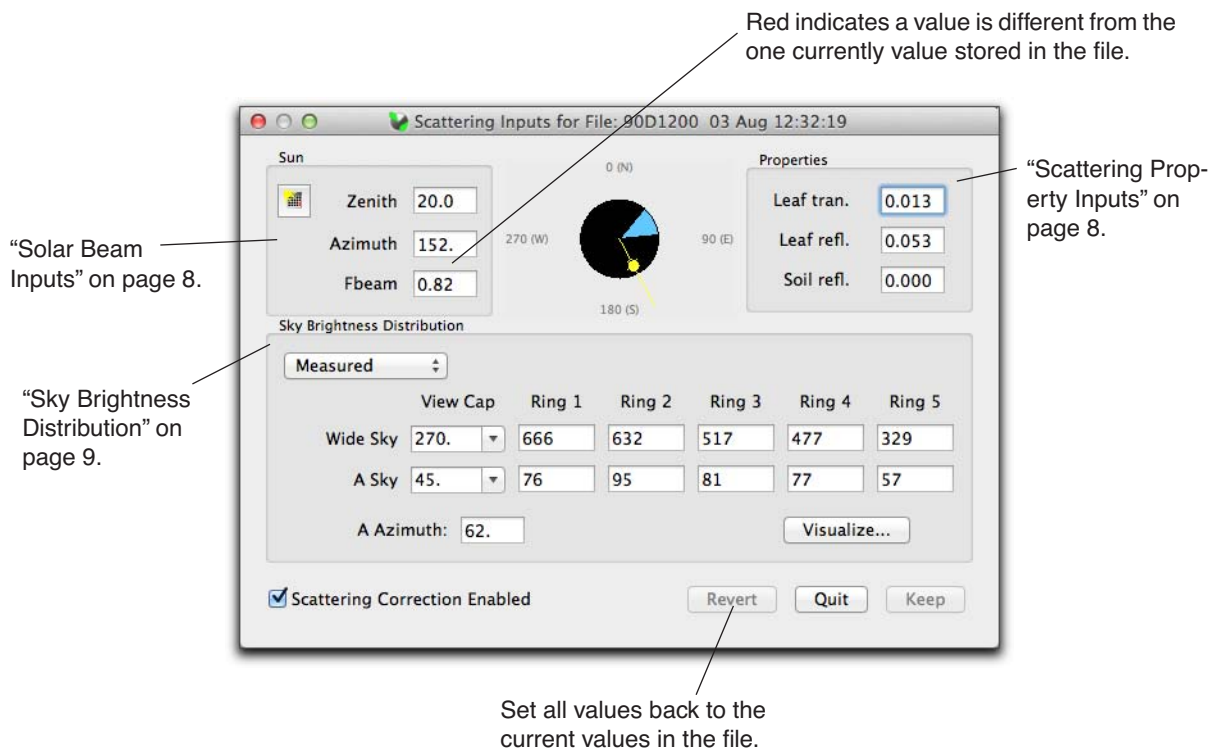 Red indicates a value is different from the
one currently value stored in the file.
Scattering Inputs for File: 90D1200 03 Aug 12:32:19
Sun
Zenith 20.0
Azimuth 152.
Fbeam 0.82
0 (N)
270 (W)
90 (E)
180 (S)
Properties
Leaf tran. 0.013
Leaf refl. 0.053
Soil refl. 0.000
“Scattering Prop-
erty Inputs” on
page 8.
“Solar Beam
Inputs” on page 8.
Sky Brightness Distribution
Measured
View Cap Ring 1 Ring 2 Ring 3 Ring 4 Ring 5
Wide Sky 270. 666 632 517 477 329
A Sky 45. 76 95 81 77 57
A Azimuth: 62.
Visualize...
“Sky Brightness
Distribution” on
page 9.
Scattering Correction Enabled
Revert Quit Keep
Set all values back to the
current values in the file.